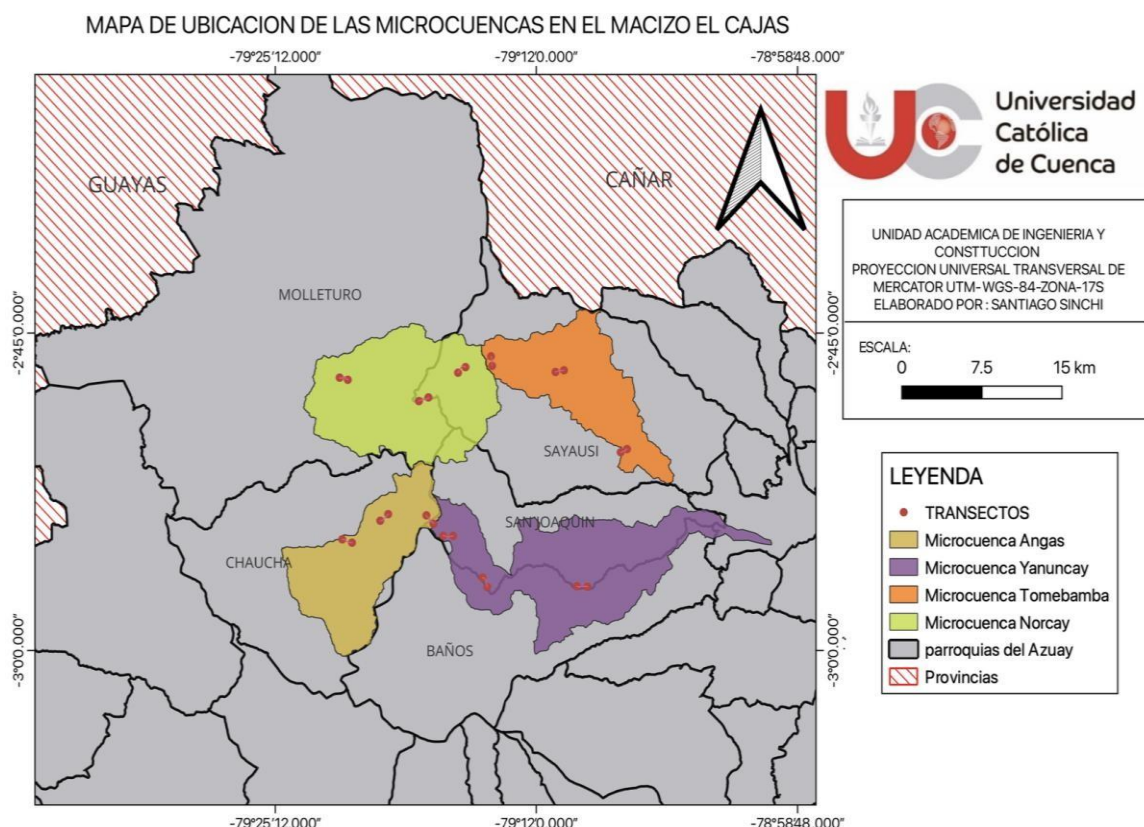 MAPA DE UBICACION DE LAS MICROCUENCAS EN EL MACIZO EL CAJAS
-79°25'12.000″
-79°120.000″
-78°58'48.000″
GUAYAS
CAÑAR
MOLLETURO
SAYAUSI
SANJOAQUIN
CHAUCHA
BAÑOS
-2°45'0.000″
-3°0'0.000″
-2°45'0.000″
-3°0'0.000″
-79°25'12.000″
-79°120.000″
-78°58'48.000″
UC
Universidad
Católica
de Cuenca
UNIDAD ACADEMICA DE INGENIERIA Y
CONSTTUCCION
PROYECCION UNIVERSAL TRANSVERSAL DE
MERCATOR UTM-WGS-84-ZONA-17S
ELABORADO POR : SANTIAGO SINCHI
ESCALA:
0 7.5 15 km
LEYENDA
TRANSECTOS
Microcuenca Angas
Microcuenca Yanuncay
Microcuenca Tomebamba
Microcuenca Norcay
parroquias del Azuay
Provincias